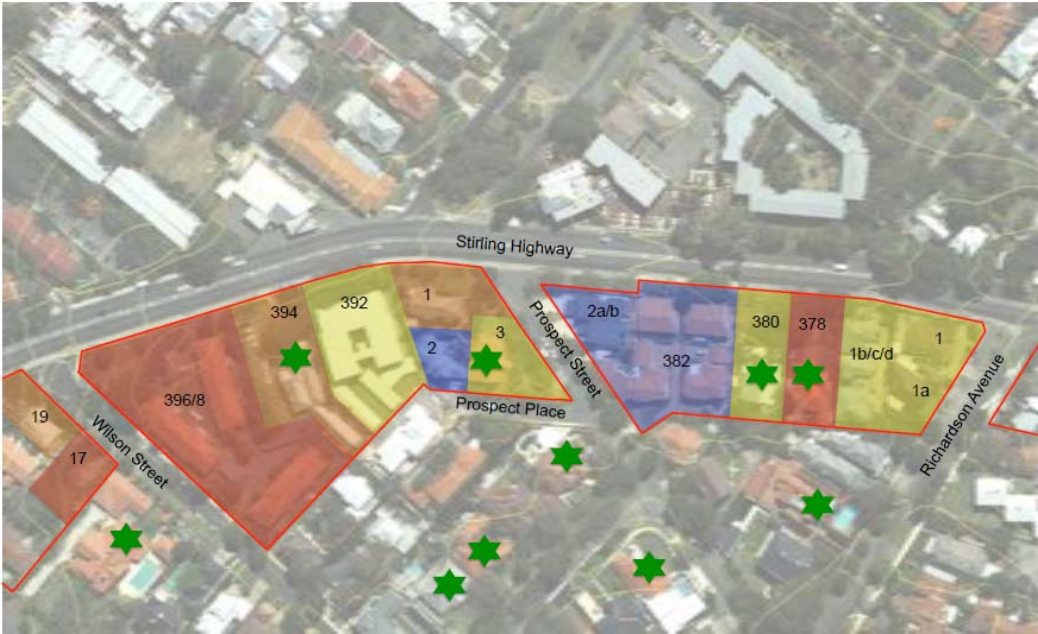 Stirling Highway
394
392
1
2
3
Prospect Street
2a/b
382
380
378
1b/c/d
1
1a
396/8
Prospect Place
Richardson Avenue
19
17
Wilson Street